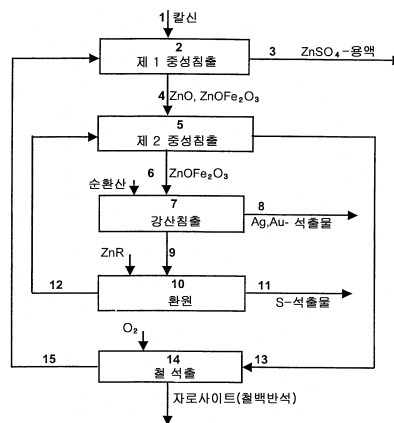 1 칼신
2
제 1 중성침출
3 ZnSO₄-용액
4 ZnO, ZnOFe₂O₃
5
제 2 중성침출
6 ZnOFe₂O₃
순환산
7
강산침출
8
Ag,Au- 석출물
9
ZnR
10
환원
11
S-석출물
12
O₂
13
14
철 석출
15
자로사이트(철백반석)